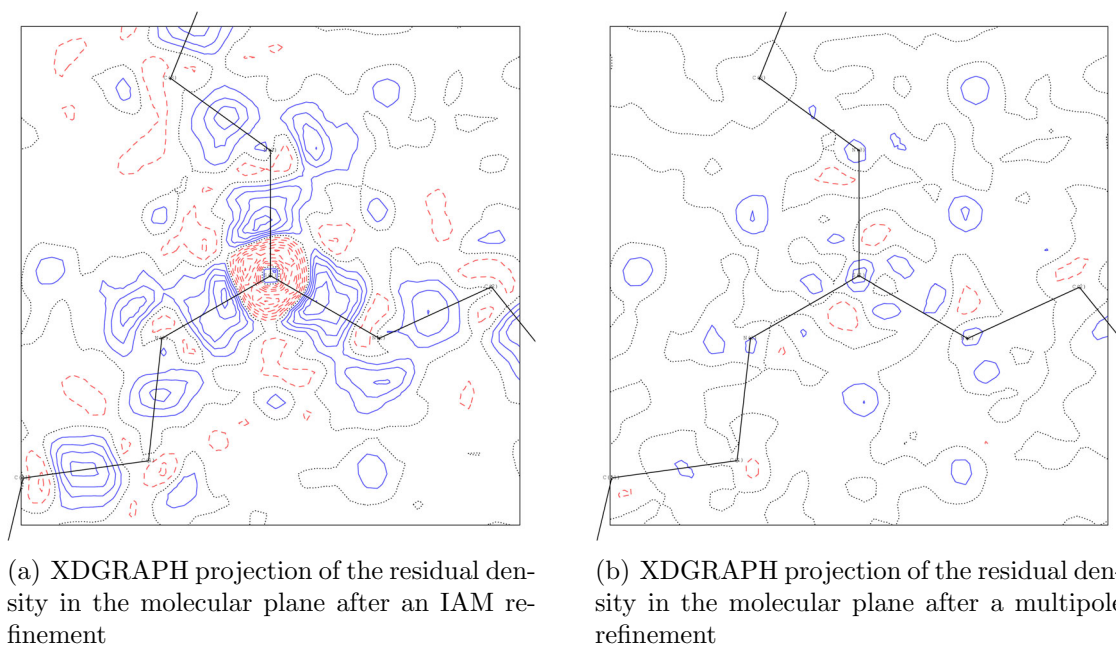 (a) XDGRAPH projection of the residual den-
sity in the molecular plane after an IAM re-
finement
(b) XDGRAPH projection of the residual den-
sity in the molecular plane after a multipole
refinement